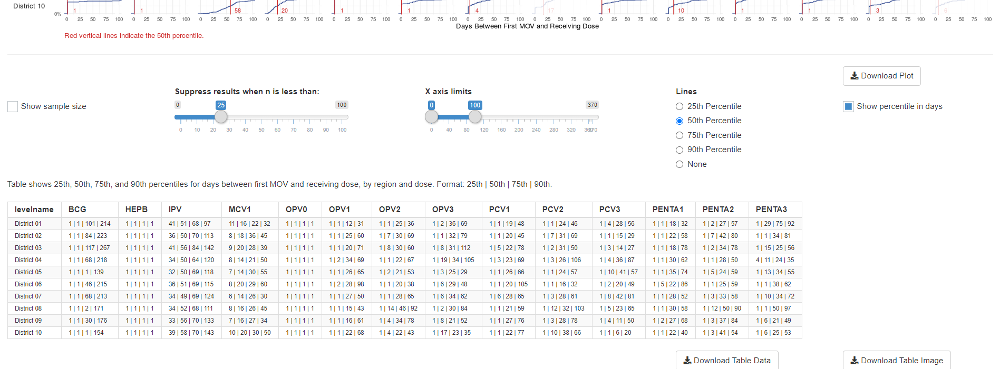 District 10
0%
1 1 58 20 1 1 4 17 1 10 1 1 3 6
0 25 50 75 100 0 25 50 75 100 0 25 50 75 100 0 25 50 75 100 0 25 50 75 100 0 25 50 75 100 0 25 50 75 100 0 25 50 75 100 0 25 50 75 100 0 25 50 75 100 0 25 50 75 100 0 25 50 75 100 0 25 50 75 100 0 25 50 75 100
Days Between First MOV and Receiving Dose
Red vertical lines indicate the 50th percentile.
Download Plot
Suppress results when n is less than: X axis limits Lines
Show sample size 0 25 100 0 100 370 25th Percentile Show percentile in days
50th Percentile
0 10 20 30 40 50 60 70 80 90 100 0 40 80 120 160 200 240 280 320 360 370
75th Percentile
90th Percentile
None
Table shows 25th, 50th, 75th, and 90th percentiles for days between first MOV and receiving dose, by region and dose. Format: 25th | 50th | 75th | 90th.
levelname BCG HEPB IPV MCV1 OPV0 OPV1 OPV2 OPV3 PCV1 PCV2 PCV3 PENTA1 PENTA2 PENTA3
District 01 1 | 1 | 101 | 214 1 | 1 | 1 | 1 41 | 51 | 68 | 97 11 | 16 | 22 | 32 1 | 1 | 1 | 1 1 | 1 | 12 | 31 1 | 1 | 25 | 36 1 | 2 | 36 | 69 1 | 1 | 19 | 48 1 | 1 | 24 | 46 1 | 4 | 28 | 56 1 | 1 | 18 | 32 1 | 2 | 27 | 57 1 | 29 | 75 | 92
District 02 1 | 1 | 84 | 223 1 | 1 | 1 | 1 36 | 50 | 70 | 113 8 | 18 | 36 | 45 1 | 1 | 1 | 1 1 | 1 | 25 | 60 1 | 7 | 30 | 69 1 | 1 | 32 | 79 1 | 1 | 20 | 45 1 | 7 | 31 | 69 1 | 1 | 15 | 29 1 | 1 | 22 | 58 1 | 7 | 42 | 80 1 | 1 | 34 | 81
District 03 1 | 1 | 117 | 267 1 | 1 | 1 | 1 41 | 56 | 84 | 142 9 | 20 | 28 | 39 1 | 1 | 1 | 1 1 | 1 | 20 | 71 1 | 8 | 30 | 60 1 | 8 | 31 | 112 1 | 5 | 22 | 78 1 | 2 | 31 | 50 1 | 3 | 14 | 27 1 | 1 | 18 | 78 1 | 2 | 34 | 78 1 | 15 | 25 | 56
District 04 1 | 1 | 68 | 218 1 | 1 | 1 | 1 34 | 50 | 64 | 120 8 | 14 | 21 | 50 1 | 1 | 1 | 1 1 | 2 | 34 | 69 1 | 1 | 22 | 67 1 | 19 | 34 | 105 1 | 3 | 23 | 69 1 | 3 | 26 | 106 1 | 4 | 36 | 87 1 | 1 | 30 | 62 1 | 1 | 28 | 50 4 | 11 | 24 | 35
District 05 1 | 1 | 1 | 139 1 | 1 | 1 | 1 32 | 50 | 69 | 118 7 | 14 | 30 | 55 1 | 1 | 1 | 1 1 | 1 | 26 | 65 1 | 2 | 21 | 53 1 | 3 | 25 | 29 1 | 1 | 26 | 66 1 | 1 | 24 | 57 1 | 10 | 41 | 57 1 | 1 | 35 | 74 1 | 5 | 24 | 59 1 | 13 | 34 | 55
District 06 1 | 1 | 46 | 215 1 | 1 | 1 | 1 36 | 51 | 69 | 115 8 | 20 | 29 | 60 1 | 1 | 1 | 1 1 | 2 | 28 | 98 1 | 1 | 20 | 38 1 | 6 | 29 | 48 1 | 1 | 20 | 105 1 | 1 | 16 | 32 1 | 2 | 20 | 49 1 | 5 | 22 | 86 1 | 1 | 25 | 59 1 | 1 | 38 | 62
District 07 1 | 1 | 68 | 213 1 | 1 | 1 | 1 34 | 49 | 69 | 124 6 | 14 | 26 | 30 1 | 1 | 1 | 1 1 | 1 | 27 | 50 1 | 1 | 28 | 65 1 | 6 | 34 | 62 1 | 6 | 28 | 65 1 | 3 | 28 | 61 1 | 8 | 42 | 81 1 | 1 | 28 | 52 1 | 3 | 33 | 58 1 | 10 | 34 | 72
District 08 1 | 1 | 2 | 171 1 | 1 | 1 | 1 34 | 52 | 68 | 111 8 | 16 | 26 | 45 1 | 1 | 1 | 1 1 | 1 | 15 | 43 1 | 14 | 46 | 92 1 | 2 | 30 | 84 1 | 1 | 21 | 59 1 | 12 | 32 | 103 1 | 5 | 23 | 65 1 | 1 | 30 | 58 1 | 12 | 50 | 90 1 | 1 | 50 | 97
District 09 1 | 1 | 30 | 176 1 | 1 | 1 | 1 33 | 56 | 70 | 133 7 | 16 | 27 | 34 1 | 1 | 1 | 1 1 | 1 | 16 | 61 1 | 4 | 34 | 78 1 | 8 | 21 | 52 1 | 1 | 27 | 76 1 | 3 | 28 | 78 1 | 4 | 11 | 50 1 | 2 | 27 | 68 1 | 3 | 37 | 84 1 | 6 | 21 | 49
District 10 1 | 1 | 1 | 154 1 | 1 | 1 | 1 39 | 58 | 70 | 143 10 | 20 | 30 | 50 1 | 1 | 1 | 1 1 | 1 | 22 | 68 1 | 4 | 22 | 43 1 | 17 | 23 | 35 1 | 1 | 22 | 77 1 | 10 | 38 | 66 1 | 1 | 6 | 20 1 | 1 | 22 | 40 1 | 3 | 41 | 54 1 | 6 | 25 | 53
Download Table Data Download Table Image